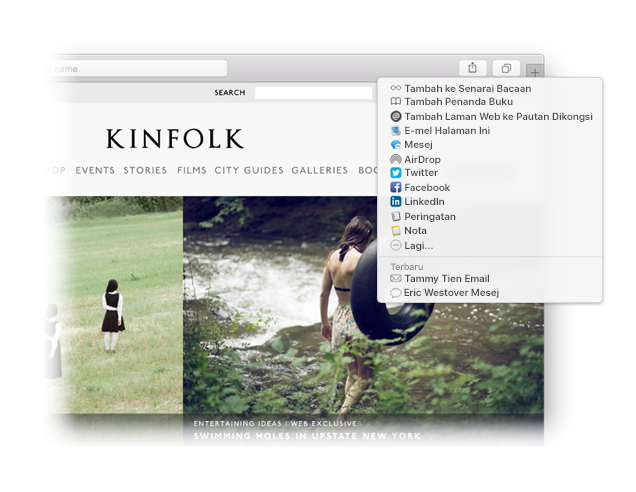 name
SEARCH
KINFOLK
EVENTS STORIES FILMS CITY GUIDES GALLERIES
Tambah ke Senarai Bacaan
Tambah Penanda Buku
Tambah Laman Web ke Pautan Dikongsi
E-mel Halaman Ini
Mesej
AirDrop
Twitter
Facebook
LinkedIn
Peringatan
Nota
Lagi...
Terbaru
Tammy Tien Email
Eric Westover Mesej
ENTERTAINING IDEAS / WEB EXCLUSIVE
SWIMMING HOLES IN UPSTATE NEW YORK